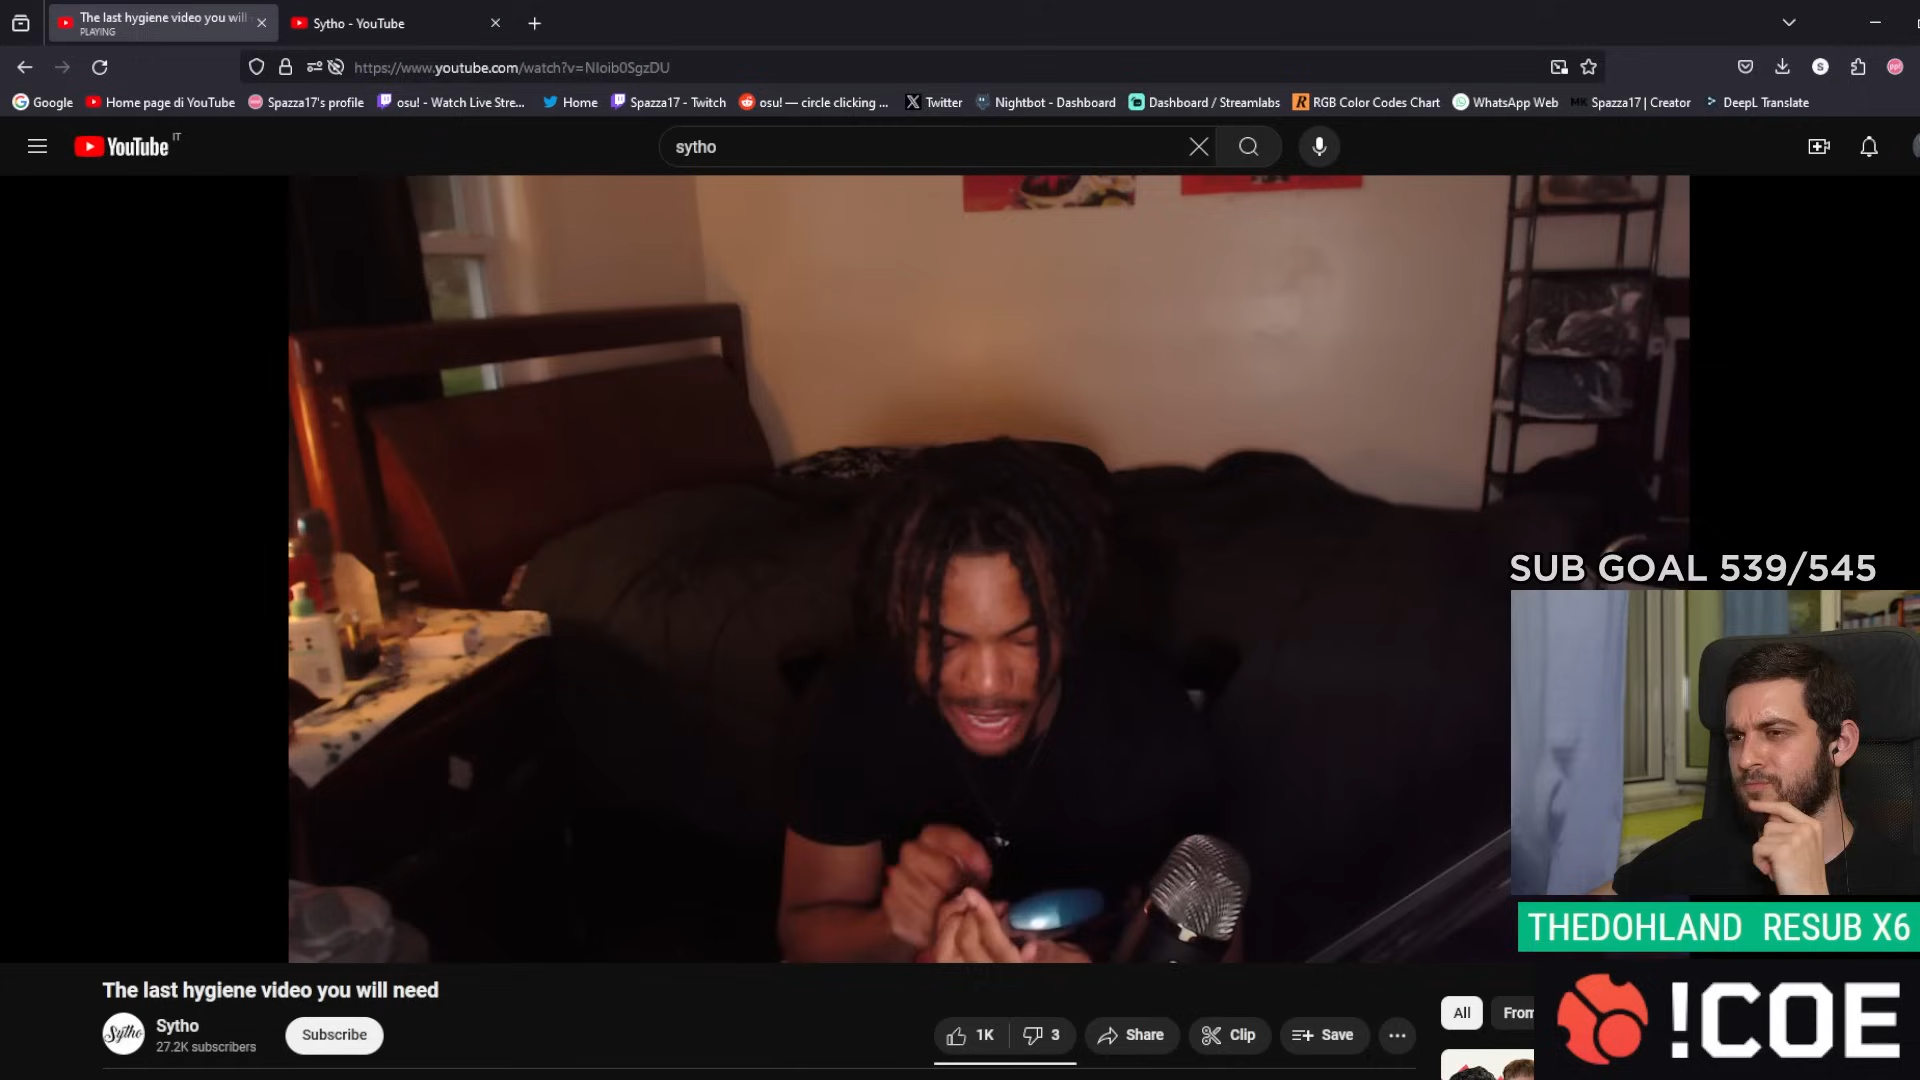 The last hygiene video you will
PLAYING
Sytho - YouTube
https://www.youtube.com/watch?v=NIoib0SgzDU
Google
Home page di YouTube
Spazza17's profile
osu! - Watch Live Stre...
Home
Spazza17 - Twitch
osu! — circle clicking ...
Twitter
Nightbot - Dashboard
Dashboard / Streamlabs
RGB Color Codes Chart
WhatsApp Web
MK Spazza17 | Creator
DeepL Translate
YouTube IT
sytho
SUB GOAL 539/545
THEDOHLAND RESUB X6
The last hygiene video you will need
Sytho
Sytho
27.2K subscribers
Subscribe
1K
3
Share
Clip
Save
All
From
!COE